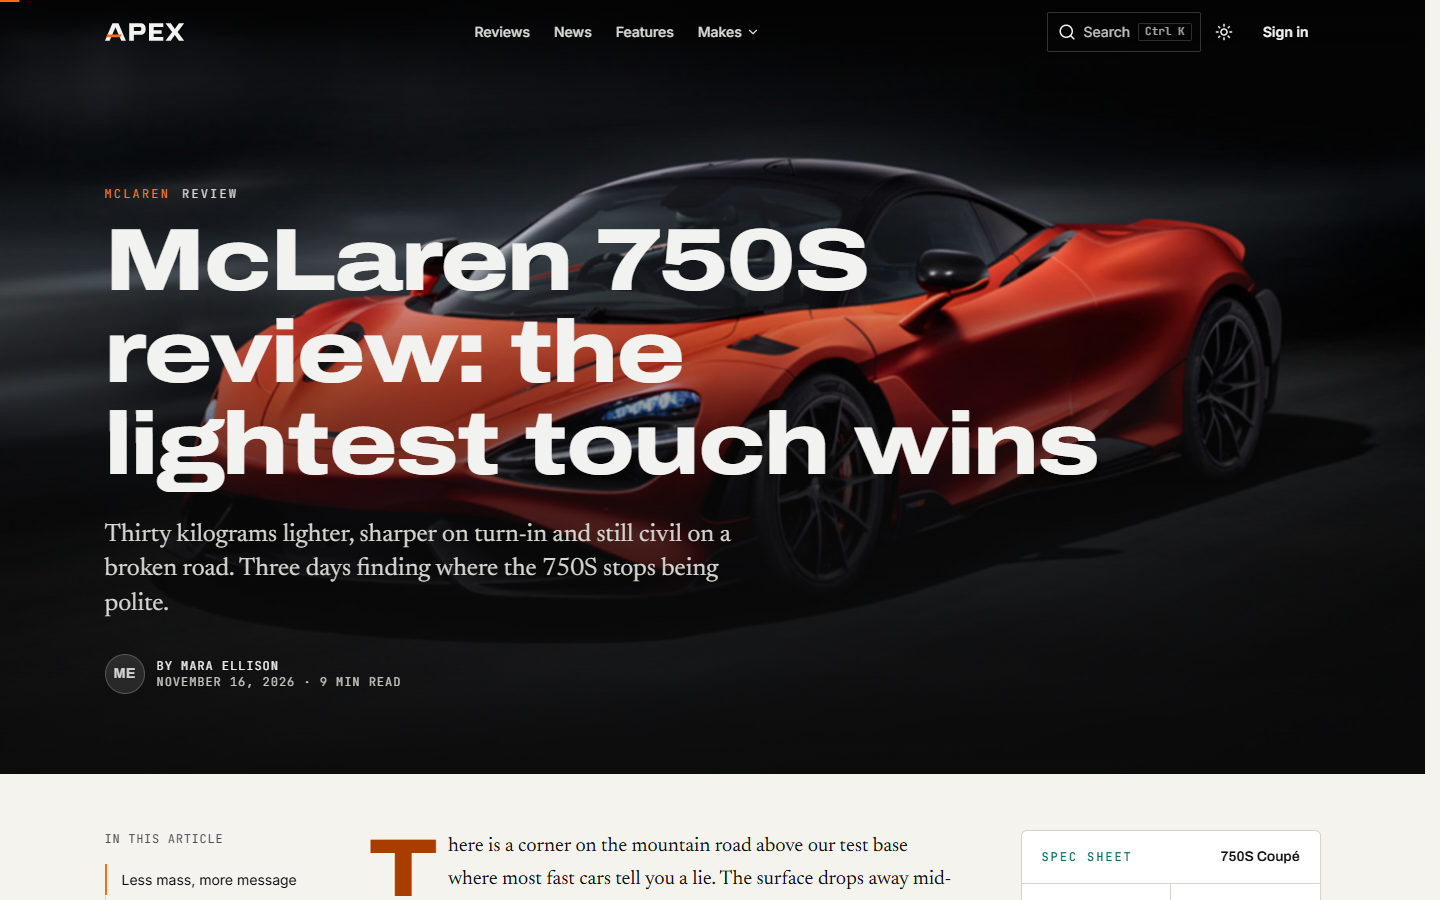 APEX
Reviews News Features Makes
Search Ctrl K
Sign in
MCLAREN REVIEW
McLaren 750S
review: the
lightest touch wins
Thirty kilograms lighter, sharper on turn-in and still civil on a
broken road. Three days finding where the 750S stops being
polite.
ME
BY MARA ELLISON
NOVEMBER 16, 2026 · 9 MIN READ
IN THIS ARTICLE
Less mass, more message
There is a corner on the mountain road above our test base
where most fast cars tell you a lie. The surface drops away mid-
SPEC SHEET
750S Coupé